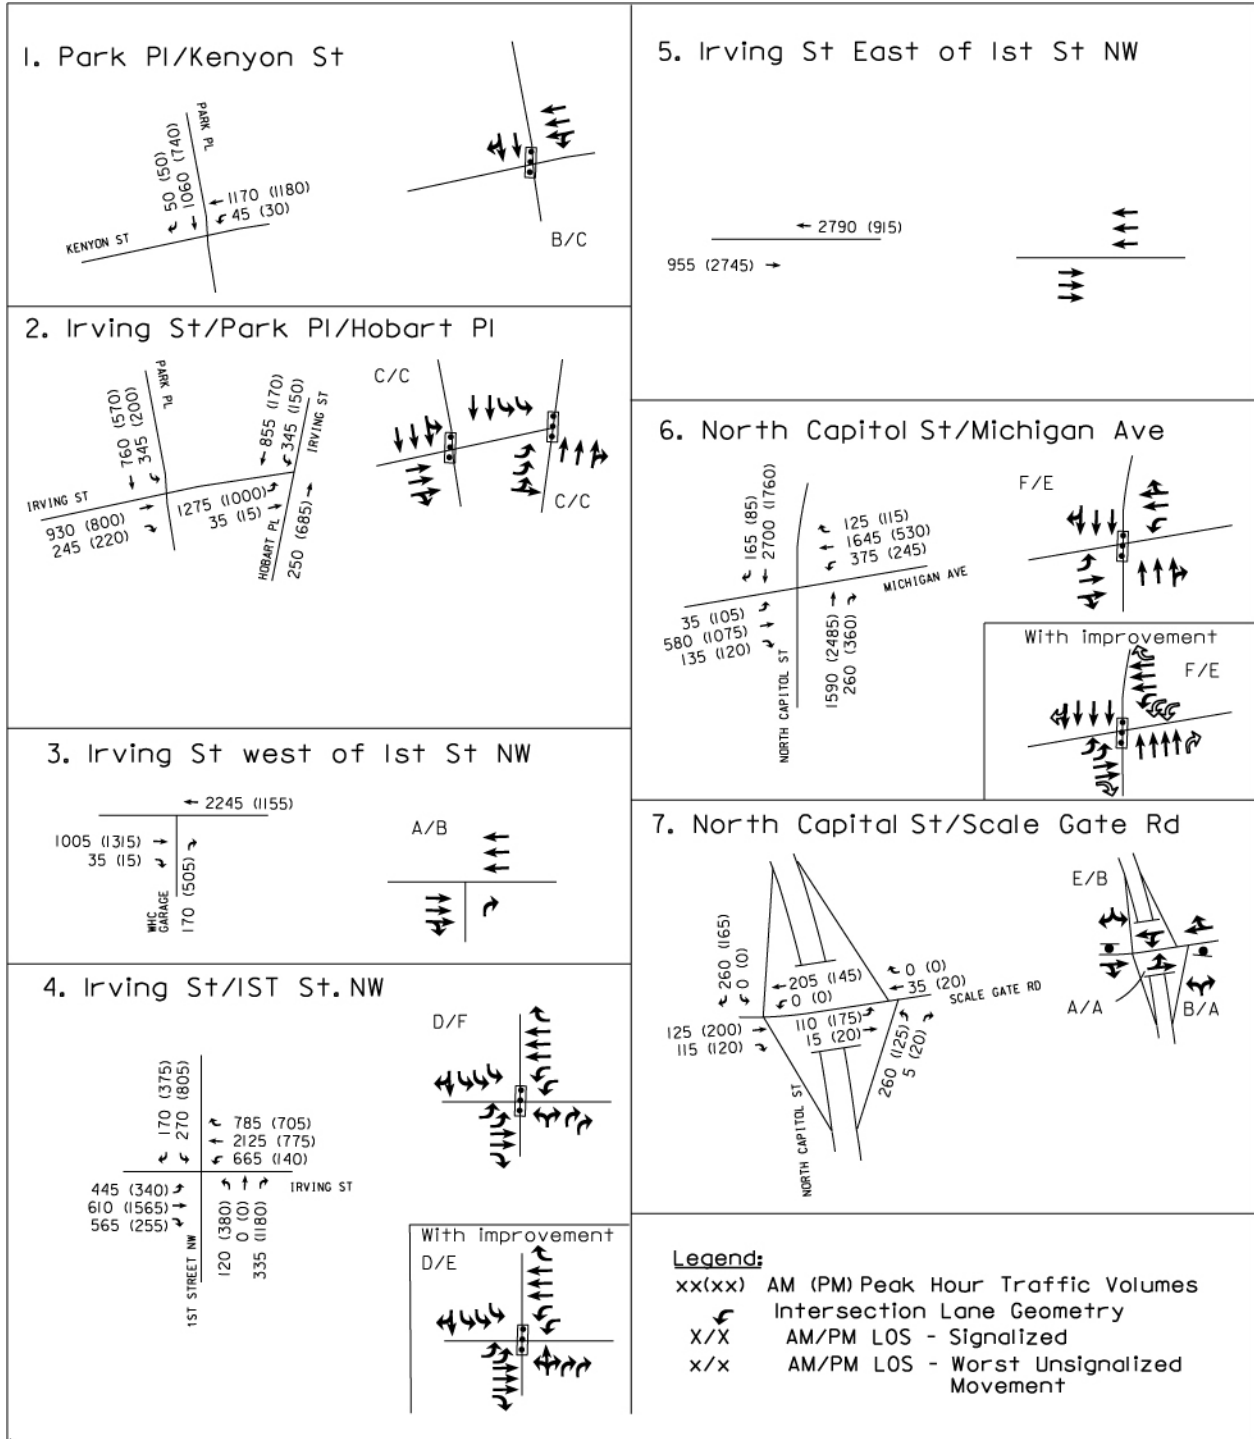 1. Park Pl/Kenyon St
PARK PL
50 (50)
1060 (740)
1170 (1180)
45 (30)
KENYON ST
B/C
2. Irving St/Park Pl/Hobart Pl
PARK PL
760 (570)
345 (200)
855 (170)
345 (150)
IRVING ST
IRVING ST
930 (800)
245 (220)
1275 (1000)
35 (15)
HOBART PL
250 (685)
C/C
C/C
3. Irving St west of 1st St NW
2245 (1155)
1005 (1315)
35 (15)
WHC
GARAGE
170 (505)
A/B
4. Irving St/1ST St. NW
170 (375)
270 (805)
785 (705)
2125 (775)
665 (140)
IRVING ST
445 (340)
610 (1565)
565 (255)
1ST STREET NW
120 (380)
0 (0)
335 (1180)
D/F
With improvement
D/E
5. Irving St East of 1st St NW
2790 (915)
955 (2745)
6. North Capitol St/Michigan Ave
165 (85)
2700 (1760)
125 (115)
1645 (530)
375 (245)
MICHIGAN AVE
35 (105)
580 (1075)
135 (120)
NORTH CAPITOL ST
1590 (2485)
260 (360)
F/E
With improvement
F/E
7. North Capital St/Scale Gate Rd
260 (165)
0 (0)
205 (145)
0 (0)
0 (0)
35 (20)
SCALE GATE RD
125 (200)
115 (120)
110 (175)
15 (20)
260 (125)
5 (20)
NORTH CAPITOL ST
E/B
A/A
B/A
Legend:
xx(xx) AM (PM) Peak Hour Traffic Volumes
Intersection Lane Geometry
X/X AM/PM LOS - Signalized
x/x AM/PM LOS - Worst Unsignalized
Movement